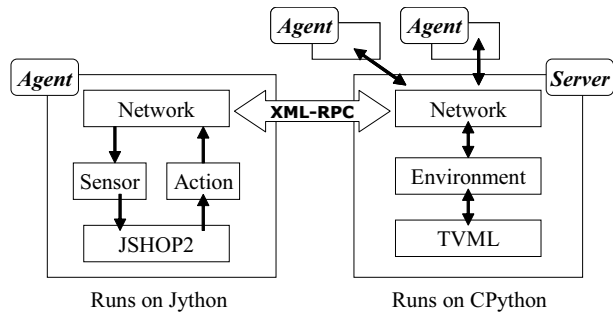 Agent
Agent
Agent
Server
Network
XML-RPC
Network
Sensor
Action
Environment
JSHOP2
TVML
Runs on Jython
Runs on CPython